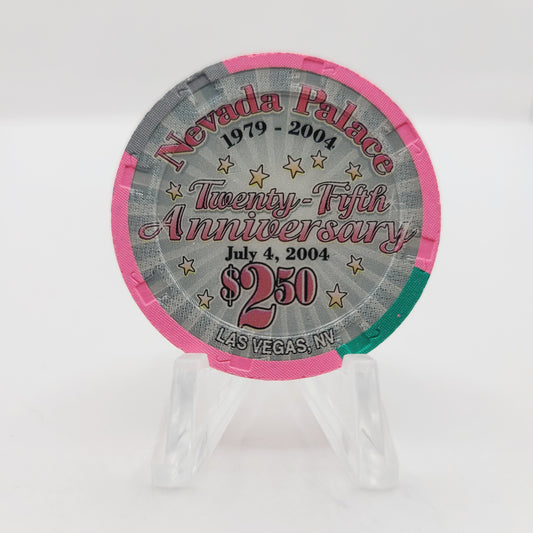 Nevada Palace
1979 - 2004
Twenty-Fifth
Anniversary
July 4, 2004
$2.50
LAS VEGAS, NV